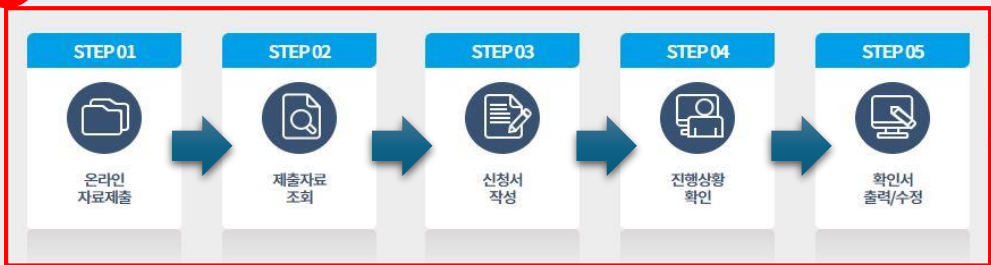 STEP 01
STEP 02
STEP 03
STEP 04
STEP 05
온라인
자료제출
제출자료
조회
신청서
작성
진행상황
확인
확인서
출력/수정